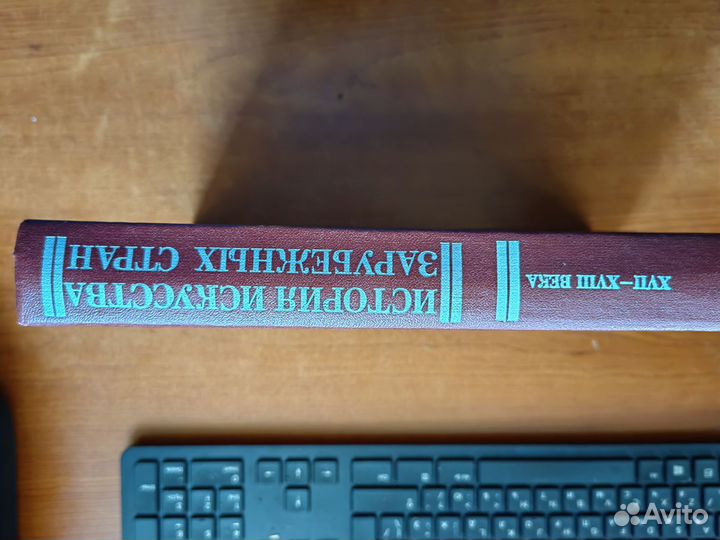 ИСТОРИЯ ИСКУССТВА
ЗАРУБЕЖНЫХ СТРАН
XVII—XVIII ВЕКА
Avito